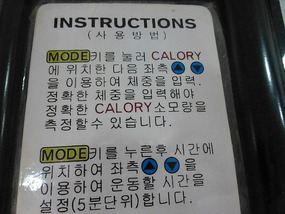 INSTRUCTIONS
(사용방법)
MODE키를 눌러 CALORY
에 위치한 다음 좌측▲▼
을 이용하여 체중을 입력.
정확한 체중을 입력해야
정확한 CALORY소모량을
측정할수 있습니다.
MODE키를 누른후 시간에
위치하여 좌측▲▼을
이용하여 운동할 시간을
설정(5분단위)합니다.